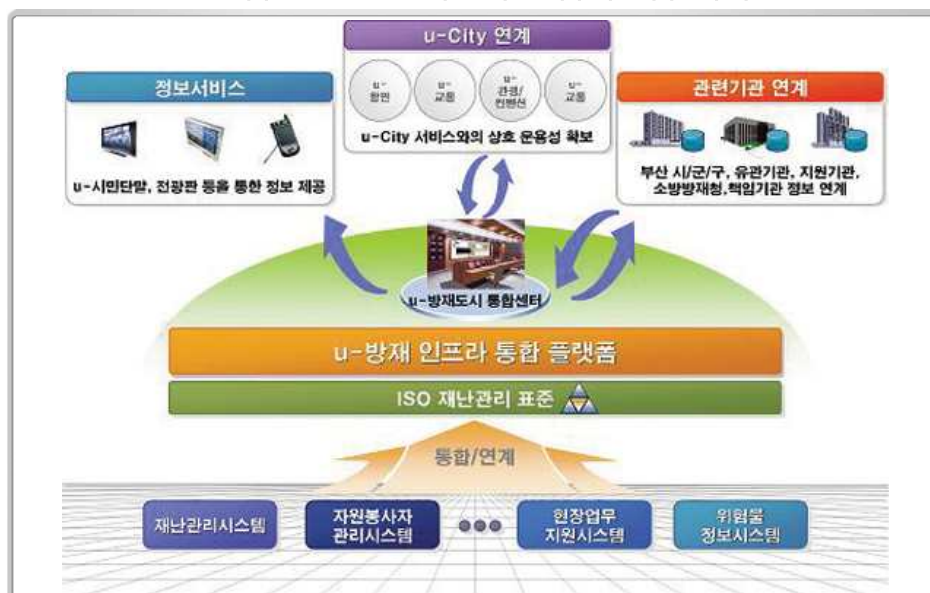 u-City 연계
u-
항만
u-
교통
u-
관광/
컨벤션
u-
교통
u-City 서비스와의 상호 운용성 확보
정보서비스
u-시민단말, 전광판 등을 통한 정보 제공
관련기관 연계
부산 시/군/구, 유관기관, 지원기관,
소방방재청,책임기관 정보 연계
u-방재도시 통합센터
u-방재 인프라 통합 플랫폼
ISO 재난관리 표준
통합/연계
재난관리시스템
자원봉사자
관리시스템
현장업무
지원시스템
위험물
정보시스템